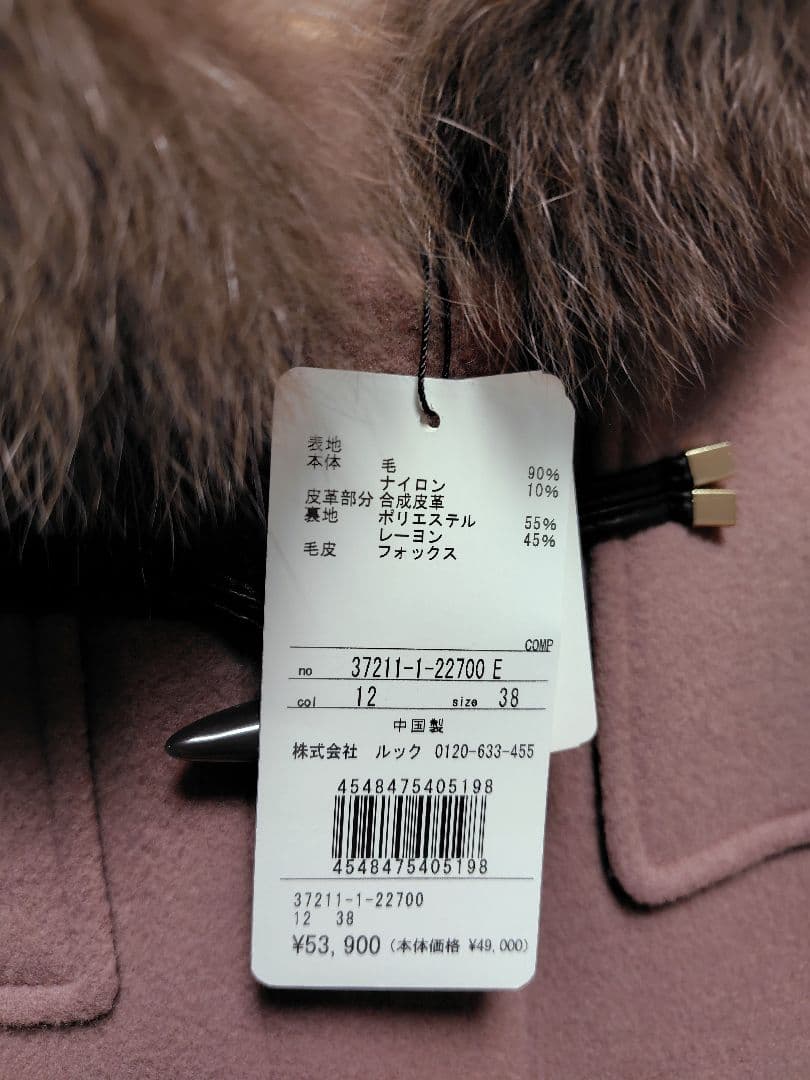 表地
本体 毛 90%
ナイロン 10%
皮革部分 合成皮革
裏地 ポリエステル 55%
レーヨン 45%
毛皮 フォックス
COMP
no 37211-1-22700 E
col 12 size 38
中国製
株式会社 ルック 0120-633-455
4548475405198
4548475405198
37211-1-22700
12 38
¥53,900 (本体価格 ¥49,000)